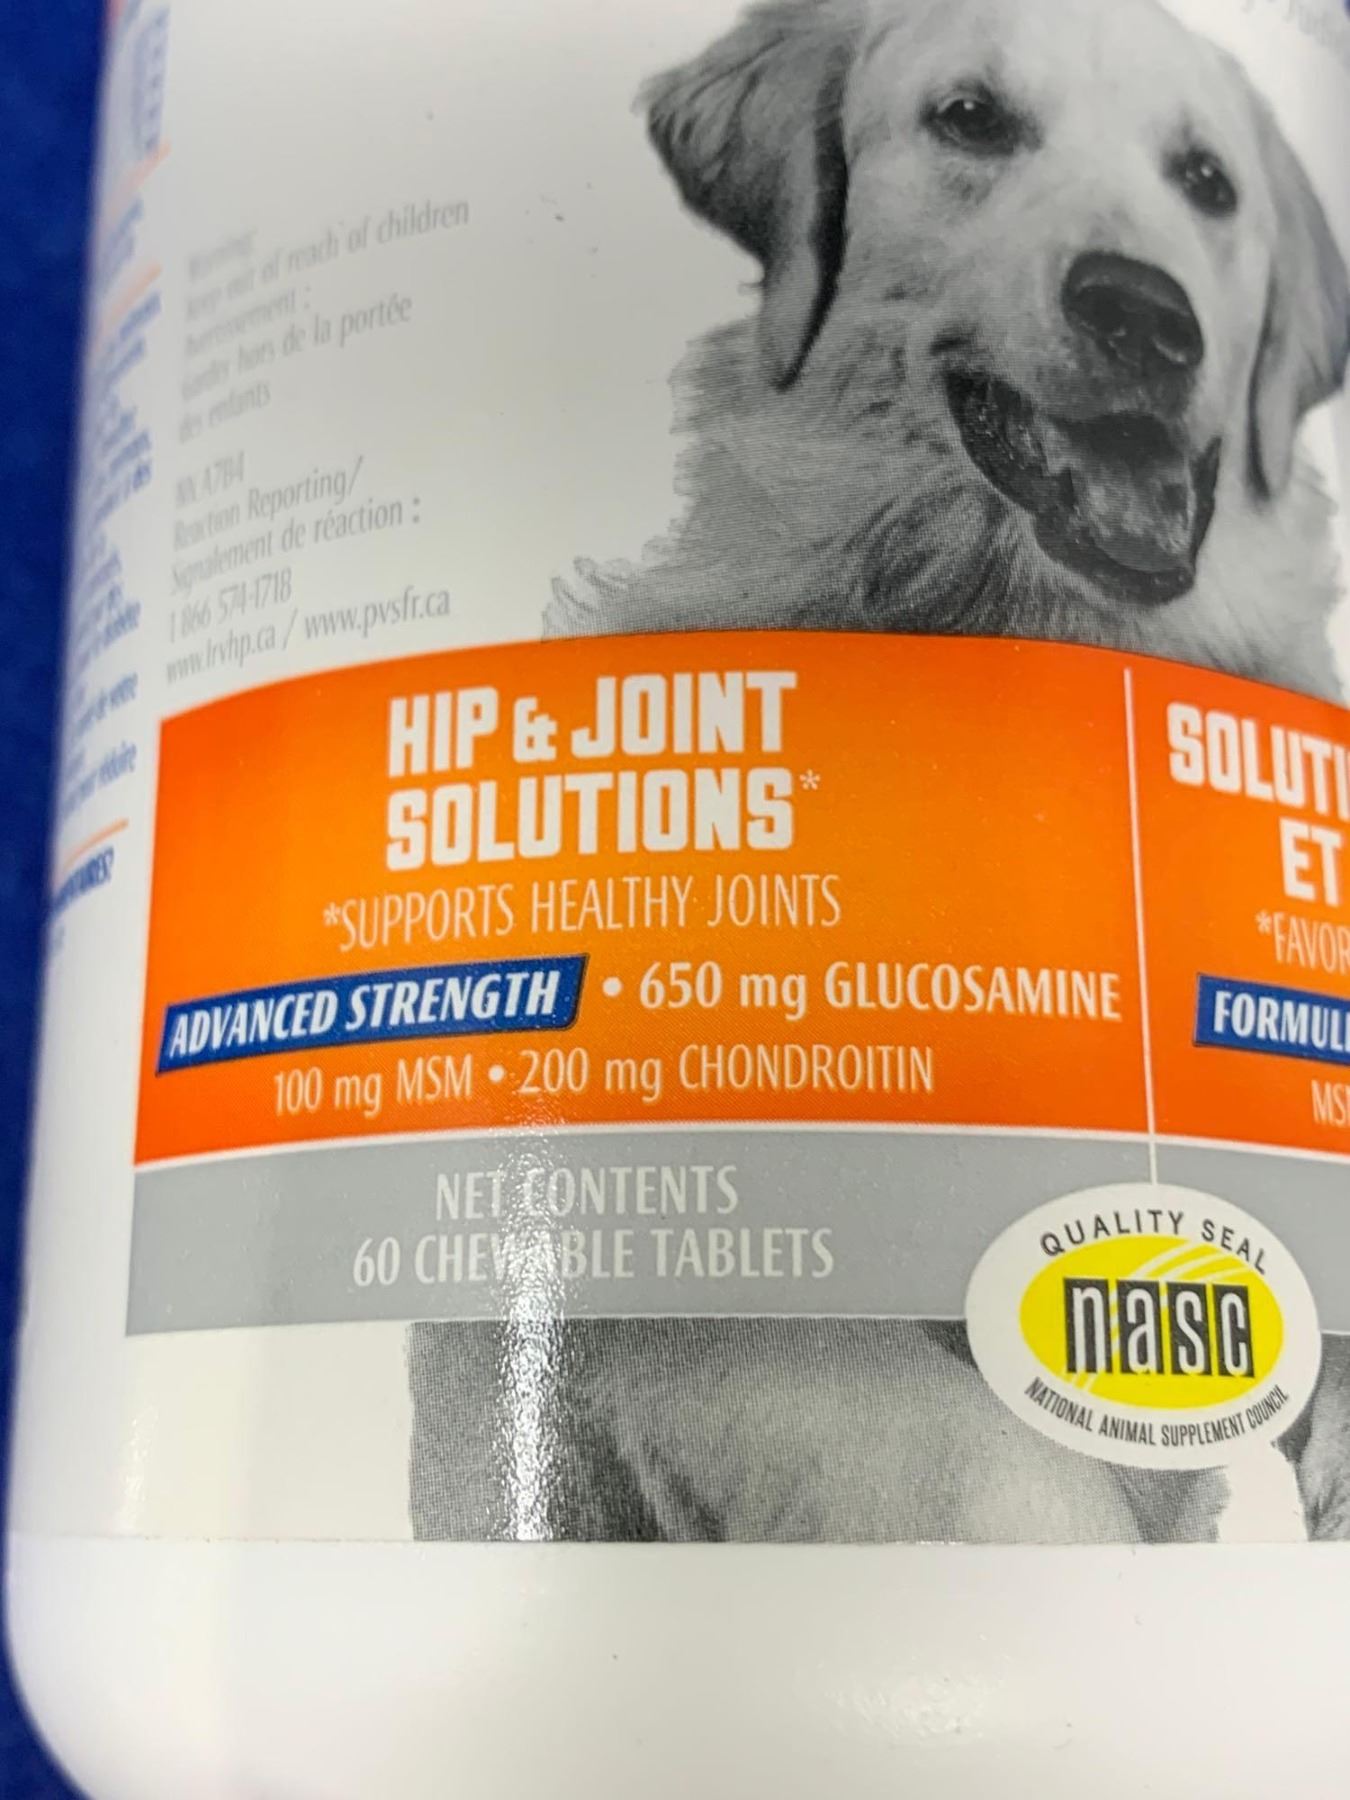 Warning:
Keep out of reach of children
Avertissement :
Garder hors de la portée
des enfants
NN.A7B4
Reaction Reporting/
Signalement de réaction :
1 866 574-1718
www.lrvhp.ca / www.pvsfr.ca
HIP & JOINT
SOLUTIONS*
*SUPPORTS HEALTHY JOINTS
ADVANCED STRENGTH • 650 mg GLUCOSAMINE
100 mg MSM • 200 mg CHONDROITIN
NET CONTENTS
60 CHEWABLE TABLETS
SOLUTI
ET
*FAVOR
FORMUL
MS
QUALITY SEAL
nasc
NATIONAL ANIMAL SUPPLEMENT COUNCIL